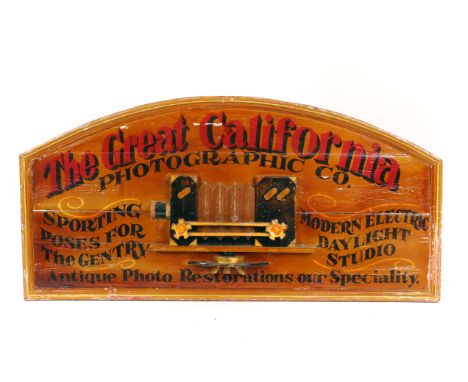 The Great California
PHOTOGRAPHIC CO.
SPORTING
POSES FOR
THE GENTRY
MODERN ELECTRIC
DAYLIGHT
STUDIO
Antique Photo Restorations our Speciality.